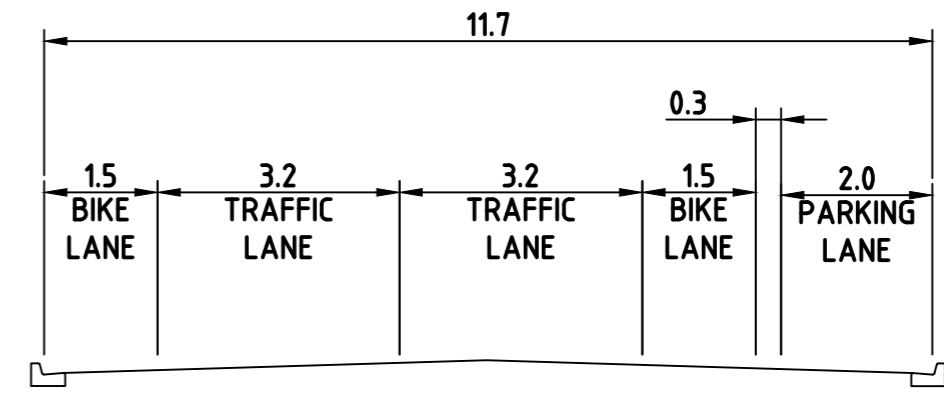 11.7
0.3
1.5 3.2 3.2 1.5 2.0
BIKE TRAFFIC TRAFFIC BIKE PARKING
LANE LANE LANE LANE LANE